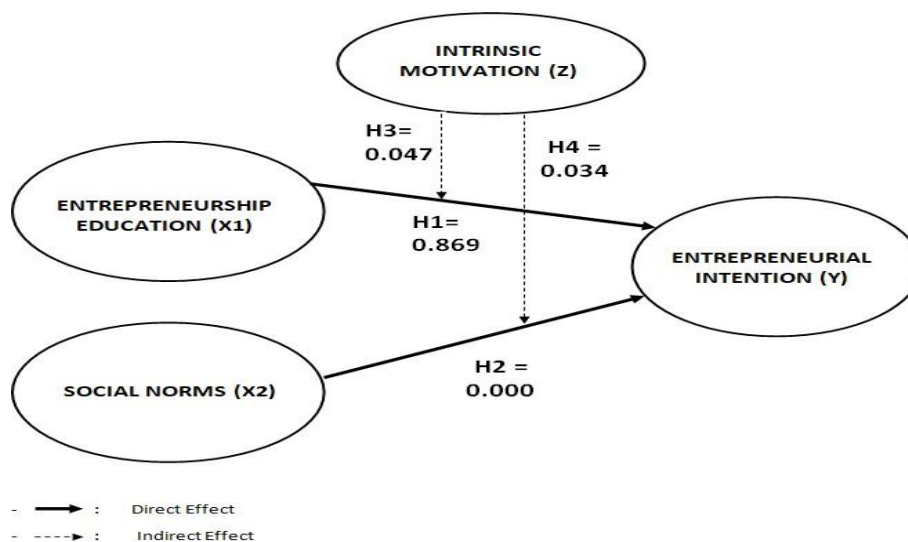 INTRINSIC
MOTIVATION (Z)
H3=
0.047
H4 =
0.034
ENTREPRENEURSHIP
EDUCATION (X1)
H1=
0.869
ENTREPRENEURIAL
INTENTION (Y)
SOCIAL NORMS (X2)
H2 =
0.000
- : Direct Effect
- : Indirect Effect